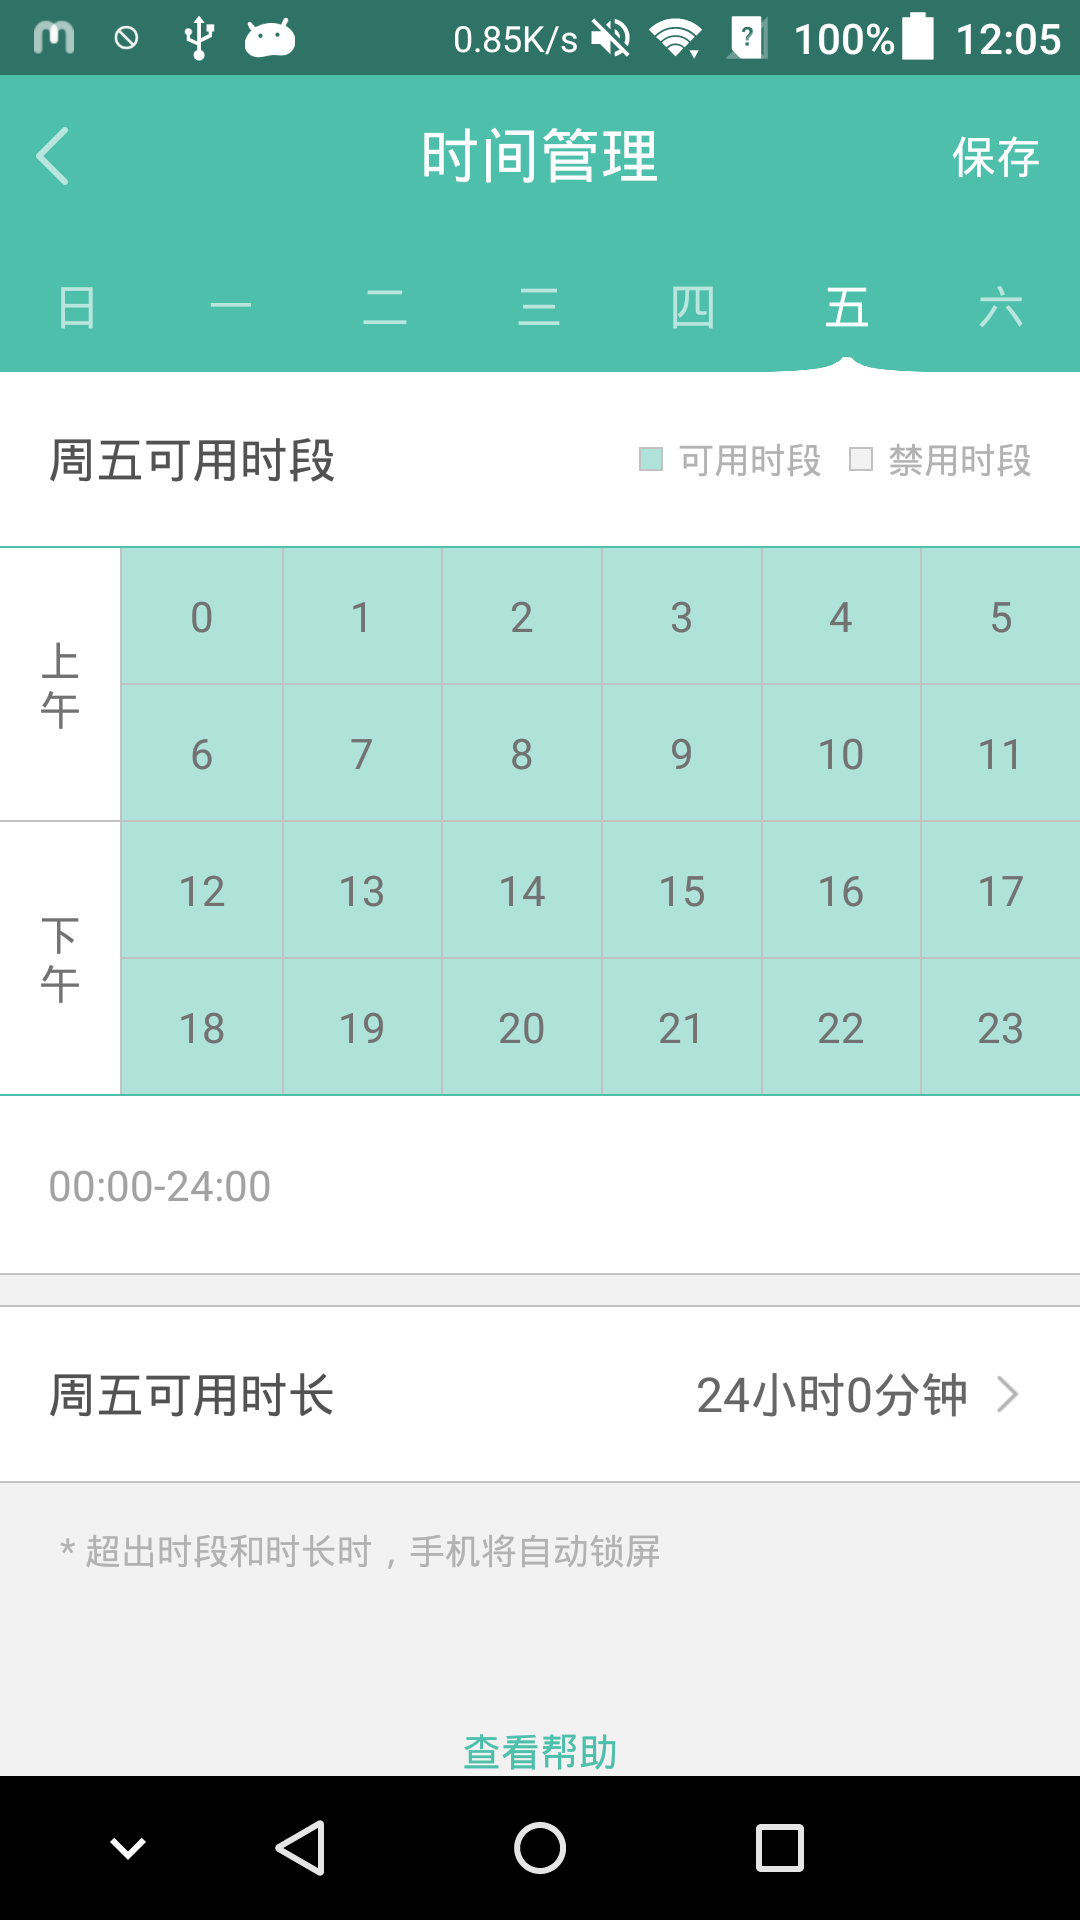 0.85K/s ? 100% 12:05
时间管理 保存
日 一 二 三 四 五 六
周五可用时段 可用时段 禁用时段
上午 0 1 2 3 4 5
6 7 8 9 10 11
下午 12 13 14 15 16 17
18 19 20 21 22 23
00:00-24:00
周五可用时长 24小时0分钟
* 超出时段和时长时，手机将自动锁屏
查看帮助